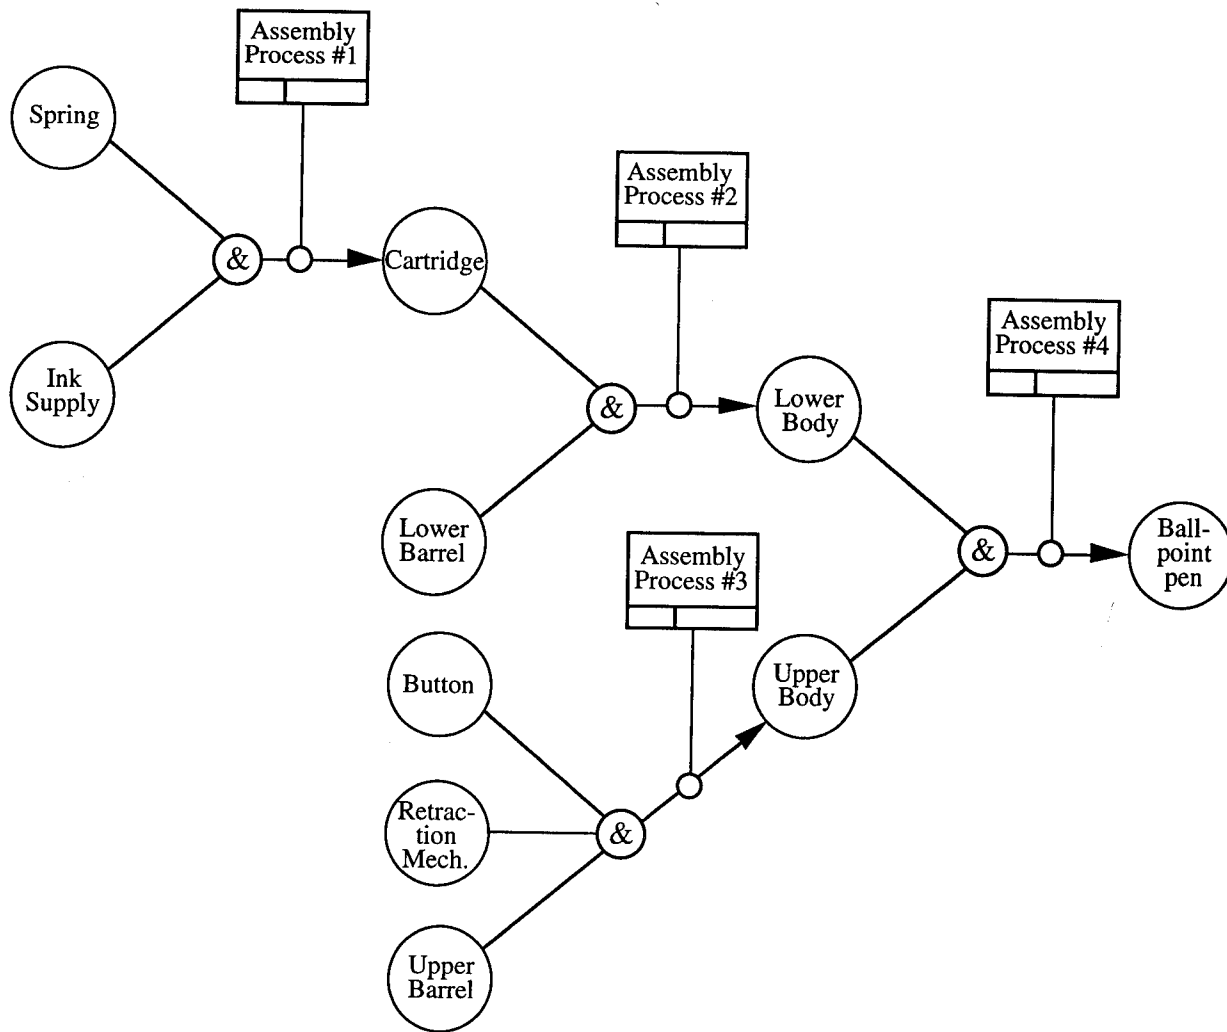 Assembly
Process #1
Spring
Assembly
Process #2
&
Cartridge
Assembly
Process #4
Ink
Supply
&
Lower
Body
Lower
Barrel
&
Ball-
point
pen
Assembly
Process #3
Button
Upper
Body
Retrac-
tion
Mech.
&
Upper
Barrel